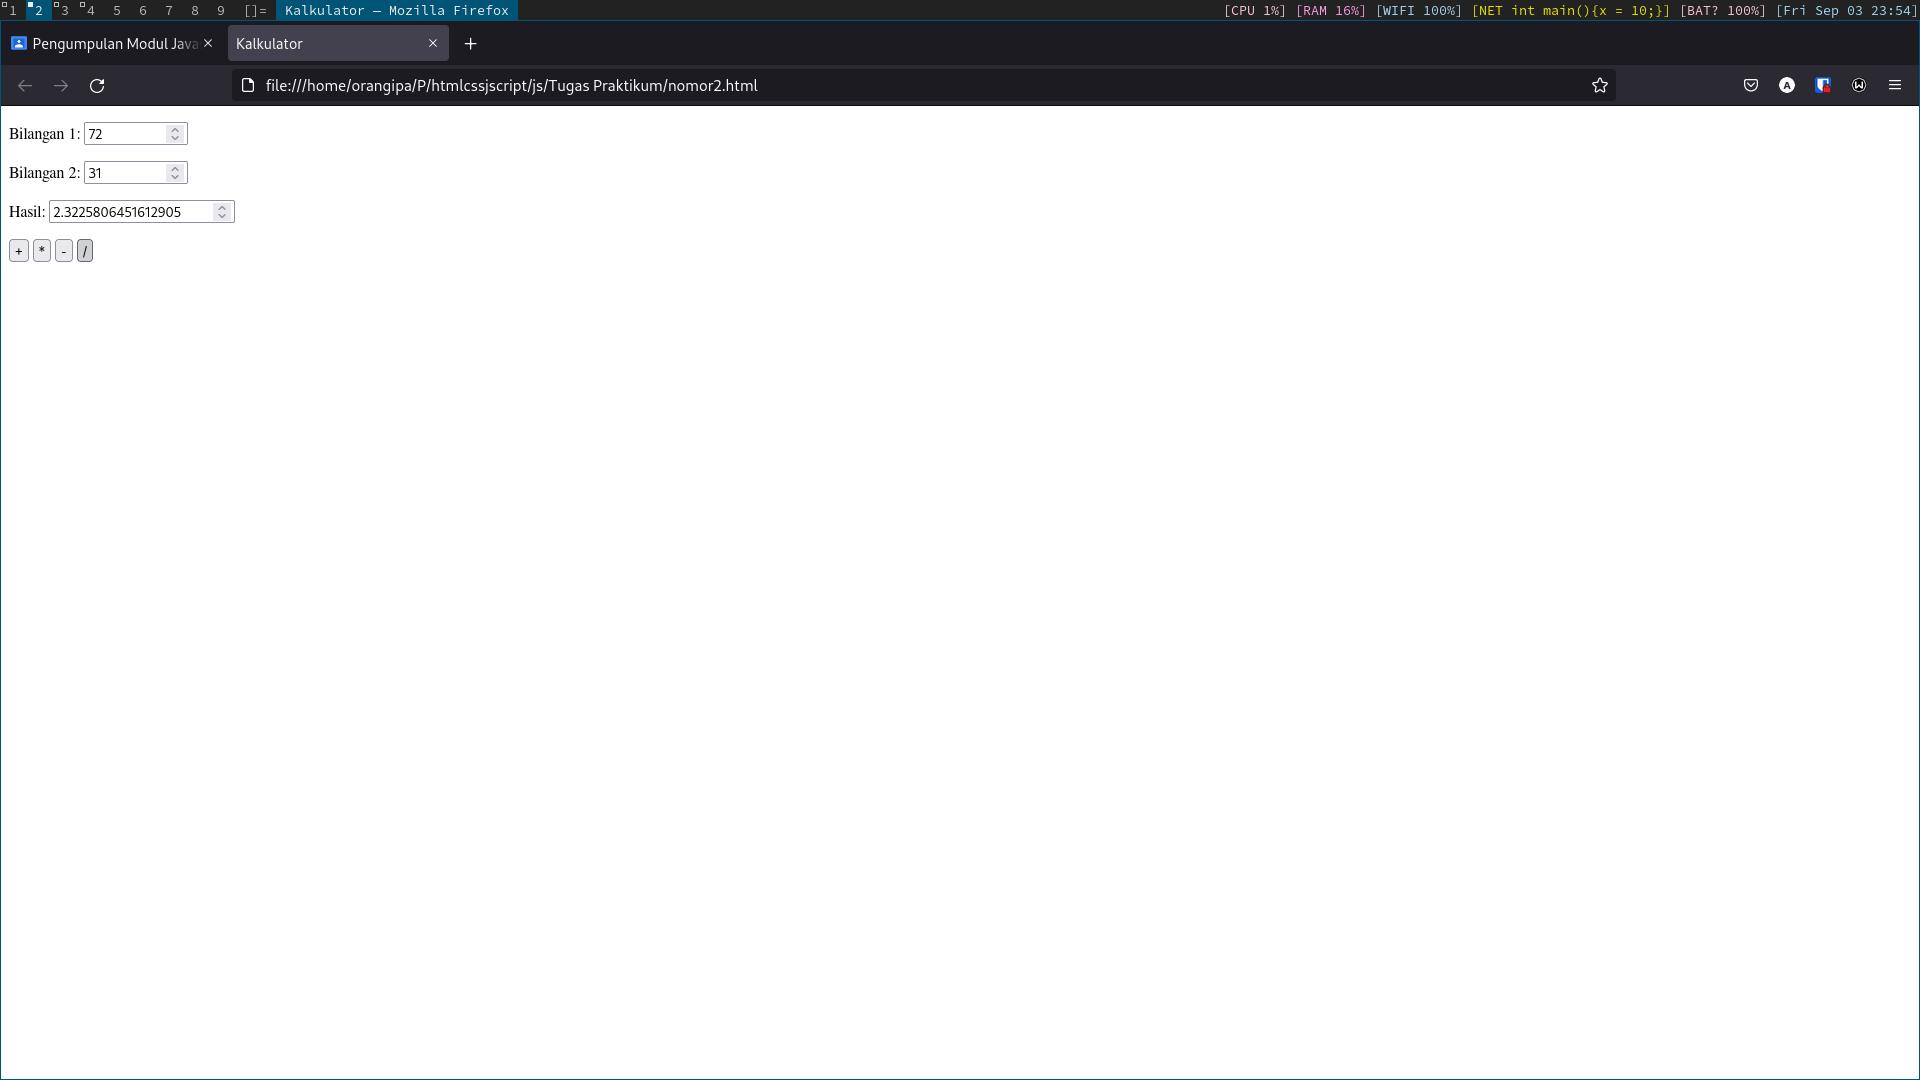 1 2 3 4 5 6 7 8 9 []= Kalkulator — Mozilla Firefox [CPU 1%] [RAM 16%] [WIFI 100%] [NET int main(){x = 10;}] [BAT? 100%] [Fri Sep 03 23:54]
Pengumpulan Modul Java Kalkulator
file:///home/orangipa/P/htmlcssjscript/js/Tugas Praktikum/nomor2.html A W
Bilangan 1: 72
Bilangan 2: 31
Hasil: 2.3225806451612905
+ * - /